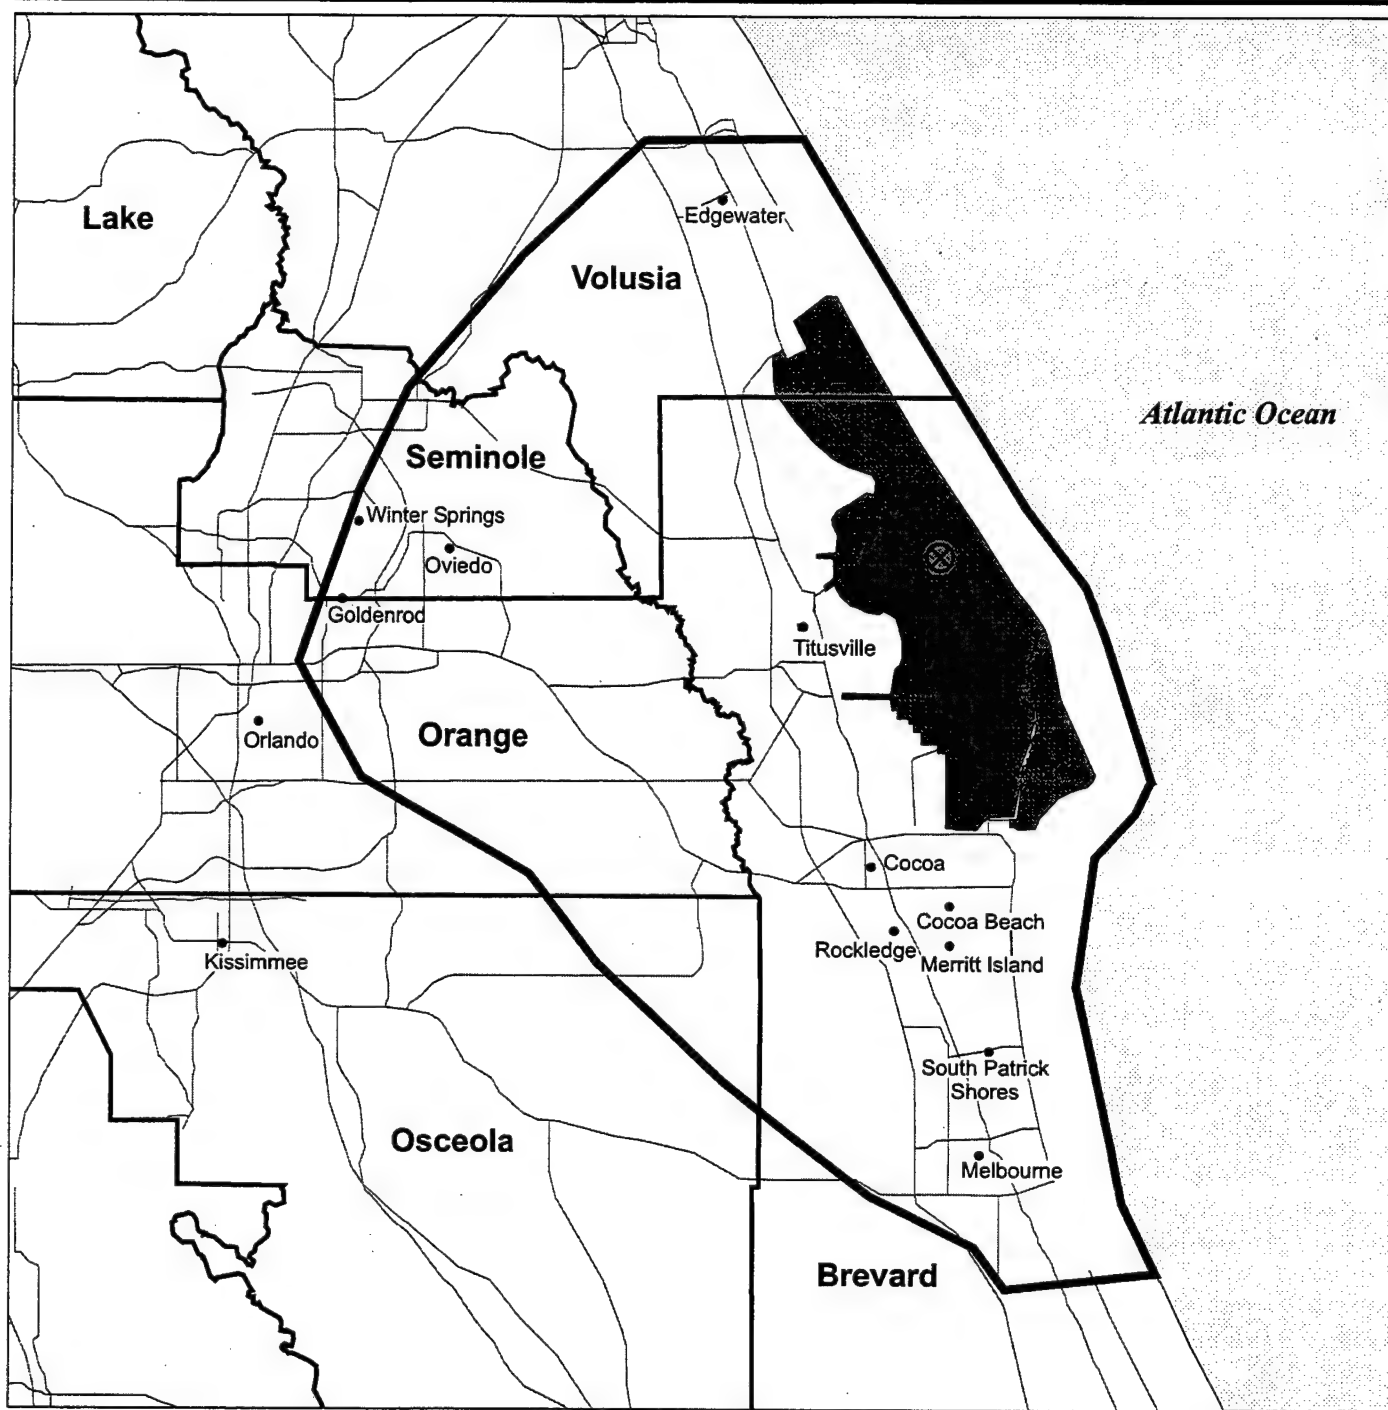 Edgewater
Lake
Volusia
Atlantic Ocean
Seminole
Winter Springs
Oviedo
Goldenrod
Titusville
Orlando
Orange
Cocoa
Cocoa Beach
Rockledge
Merritt Island
Kissimmee
South Patrick
Shores
Osceola
Melbourne
Brevard